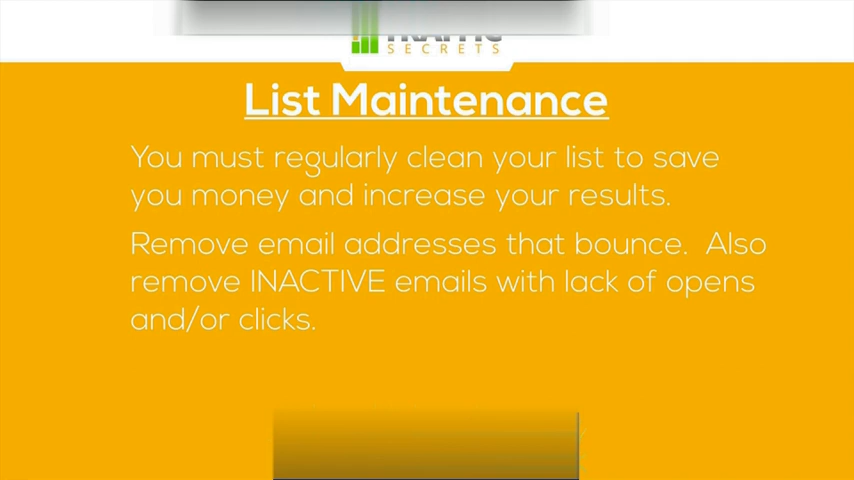 SECRETS
List Maintenance
You must regularly clean your list to save
you money and increase your results.
Remove email addresses that bounce.  Also
remove INACTIVE emails with lack of opens
and/or clicks.